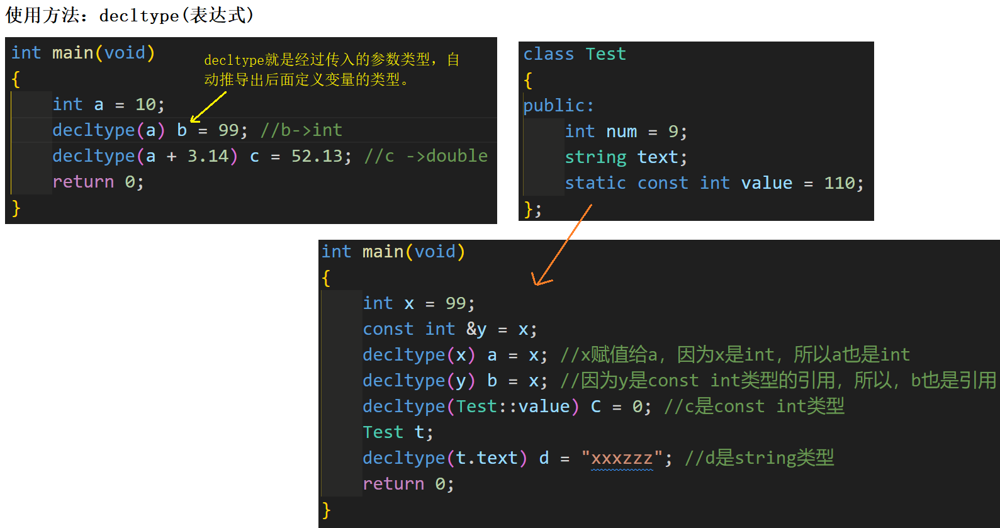 使用方法：decltype(表达式)
int main(void)
{
decltype就是经过传入的参数类型，自
动推导出后面定义变量的类型。
int a = 10;
decltype(a) b = 99; //b->int
decltype(a + 3.14) c = 52.13; //c ->double
return 0;
}
class Test
{
public:
int num = 9;
string text;
static const int value = 110;
};
int main(void)
{
int x = 99;
const int &y = x;
decltype(x) a = x; //x赋值给a，因为x是int，所以a也是int
decltype(y) b = x; //因为y是const int类型的引用，所以，b也是引用
decltype(Test::value) C = 0; //c是const int类型
Test t;
decltype(t.text) d = "xxxzzz"; //d是string类型
return 0;
}